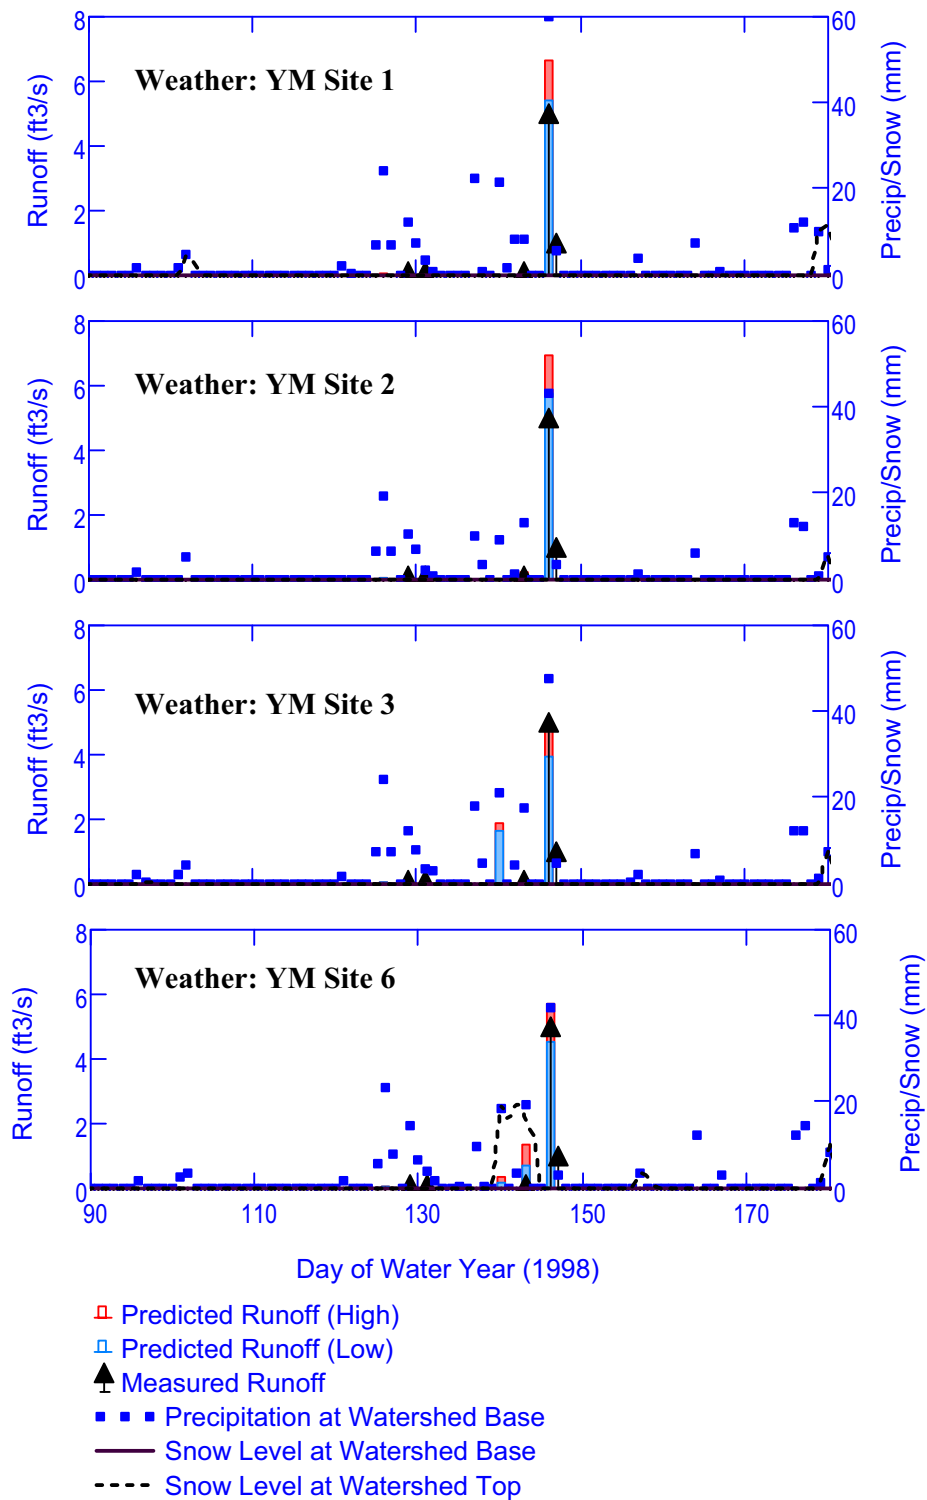 8
60
Weather: YM Site 1
6
40
4
20
2
0
0
Runoff (ft3/s)
Precip/Snow (mm)
8
60
Weather: YM Site 2
6
40
4
20
2
0
0
Runoff (ft3/s)
Precip/Snow (mm)
8
60
Weather: YM Site 3
6
40
4
20
2
0
0
Runoff (ft3/s)
Precip/Snow (mm)
8
60
Weather: YM Site 6
6
40
4
20
2
0
0
Runoff (ft3/s)
Precip/Snow (mm)
90 110 130 150 170
Day of Water Year (1998)
Predicted Runoff (High)
Predicted Runoff (Low)
Measured Runoff
Precipitation at Watershed Base
Snow Level at Watershed Base
Snow Level at Watershed Top